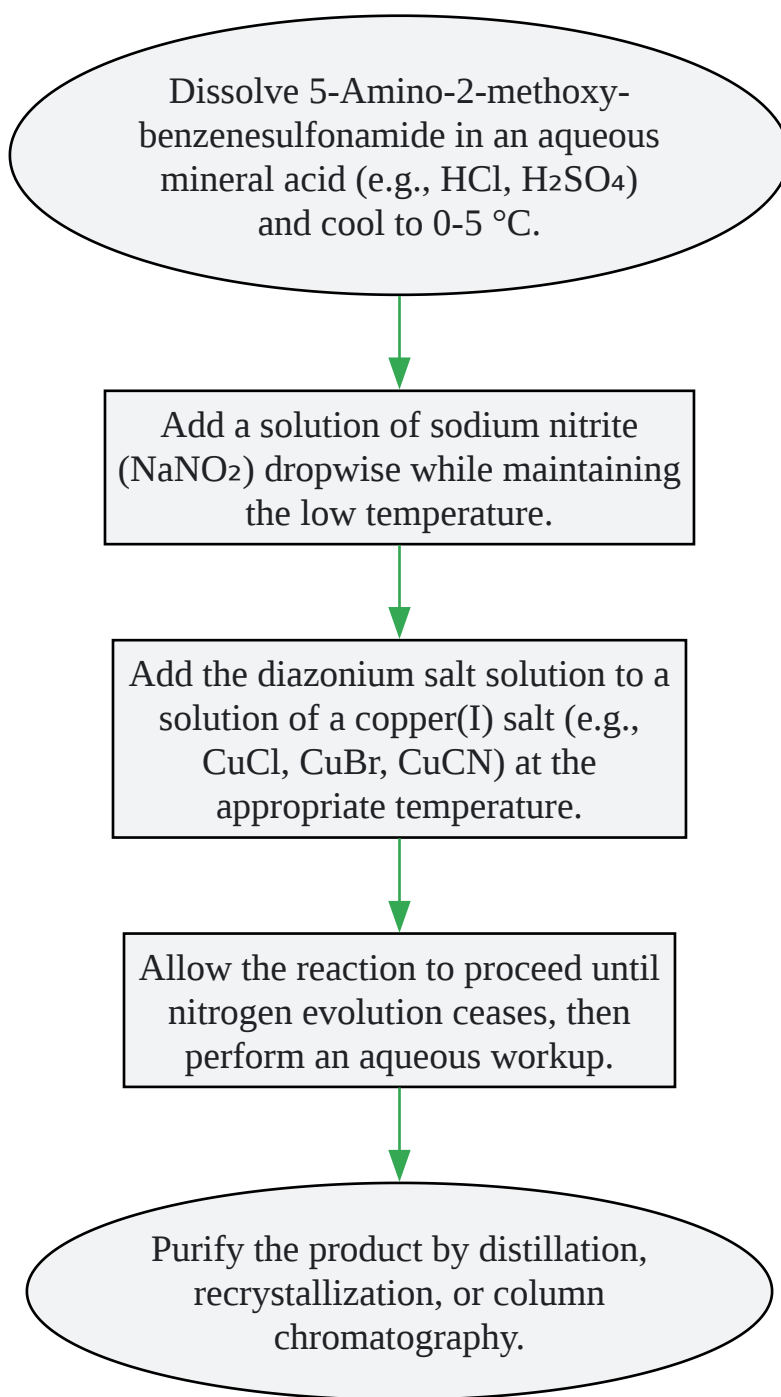 Dissolve 5-Amino-2-methoxy-
benzenesulfonamide in an aqueous
mineral acid (e.g., HCl, H₂SO₄)
and cool to 0-5 °C.
Add a solution of sodium nitrite
(NaNO₂) dropwise while maintaining
the low temperature.
Add the diazonium salt solution to a
solution of a copper(I) salt (e.g.,
CuCl, CuBr, CuCN) at the
appropriate temperature.
Allow the reaction to proceed until
nitrogen evolution ceases, then
perform an aqueous workup.
Purify the product by distillation,
recrystallization, or column
chromatography.